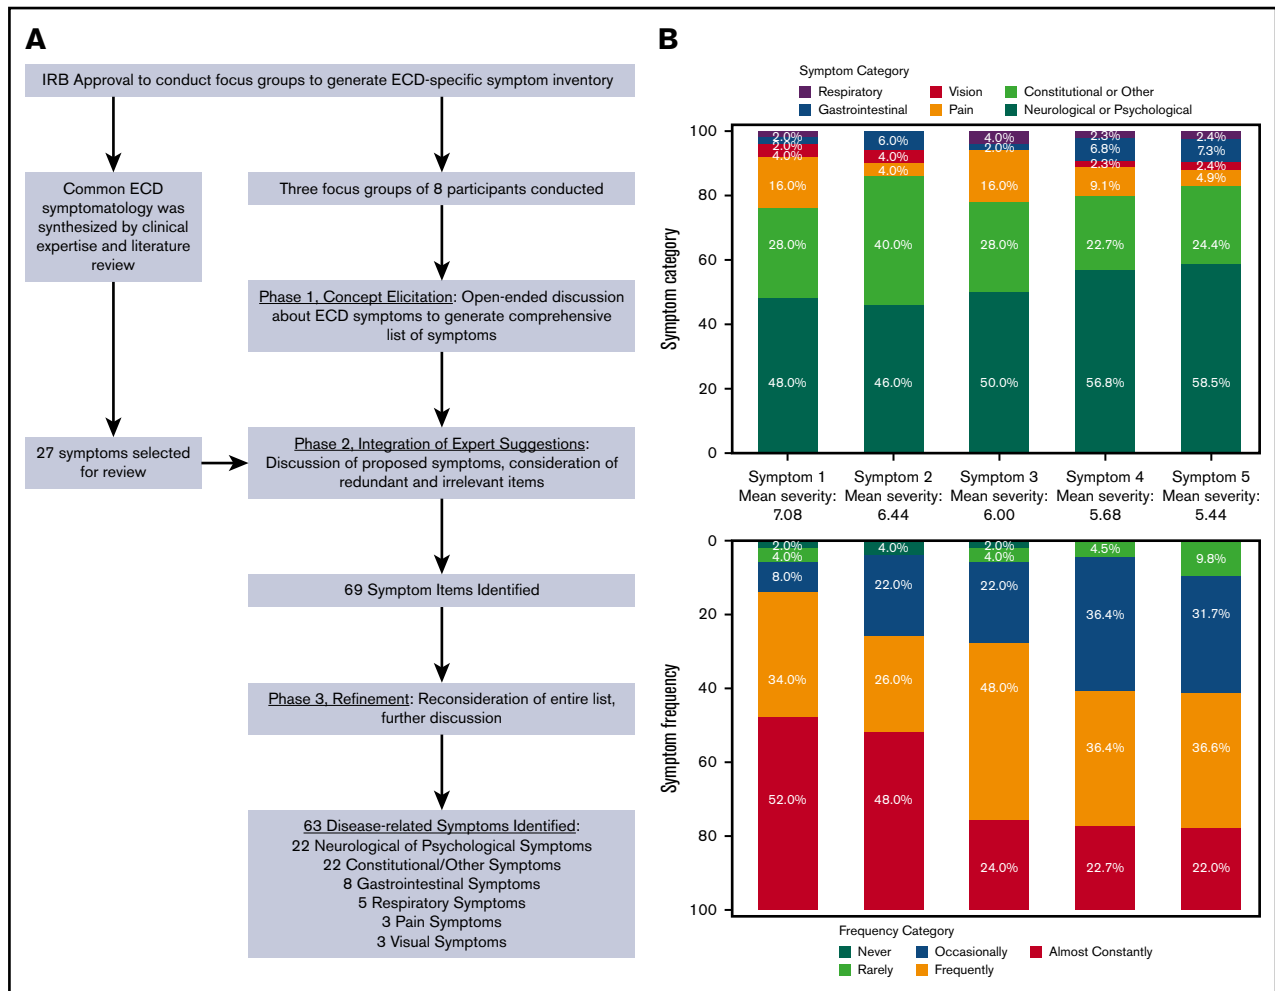 A
IRB Approval to conduct focus groups to generate ECD-specific symptom inventory
Common ECD
symptomatology was
synthesized by clinical
expertise and literature
review
Three focus groups of 8 participants conducted
Phase 1, Concept Elicitation: Open-ended discussion
about ECD symptoms to generate comprehensive
list of symptoms
27 symptoms selected
for review
Phase 2, Integration of Expert Suggestions:
Discussion of proposed symptoms, consideration of
redundant and irrelevant items
69 Symptom Items Identified
Phase 3, Refinement: Reconsideration of entire list,
further discussion
63 Disease-related Symptoms Identified:
22 Neurological of Psychological Symptoms
22 Constitutional/Other Symptoms
8 Gastrointestinal Symptoms
5 Respiratory Symptoms
3 Pain Symptoms
3 Visual Symptoms
B
Symptom Category
Respiratory Vision Constitutional or Other
Gastrointestinal Pain Neurological or Psychological
Symptom category
100
80
60
40
20
0
2.0%
2.0%
4.0%
16.0%
28.0%
48.0%
6.0%
4.0%
4.0%
40.0%
46.0%
4.0%
2.0%
16.0%
28.0%
50.0%
2.3%
6.8%
2.3%
9.1%
22.7%
56.8%
2.4%
7.3%
2.4%
4.9%
24.4%
58.5%
Symptom 1 Symptom 2 Symptom 3 Symptom 4 Symptom 5
Mean severity: Mean severity: Mean severity: Mean severity: Mean severity:
7.08 6.44 6.00 5.68 5.44
Symptom frequency
0
20
40
60
80
100
2.0%
4.0%
8.0%
34.0%
52.0%
4.0%
22.0%
26.0%
48.0%
2.0%
4.0%
22.0%
48.0%
24.0%
4.5%
36.4%
36.4%
22.7%
9.8%
31.7%
36.6%
22.0%
Frequency Category
Never Occasionally Almost Constantly
Rarely Frequently